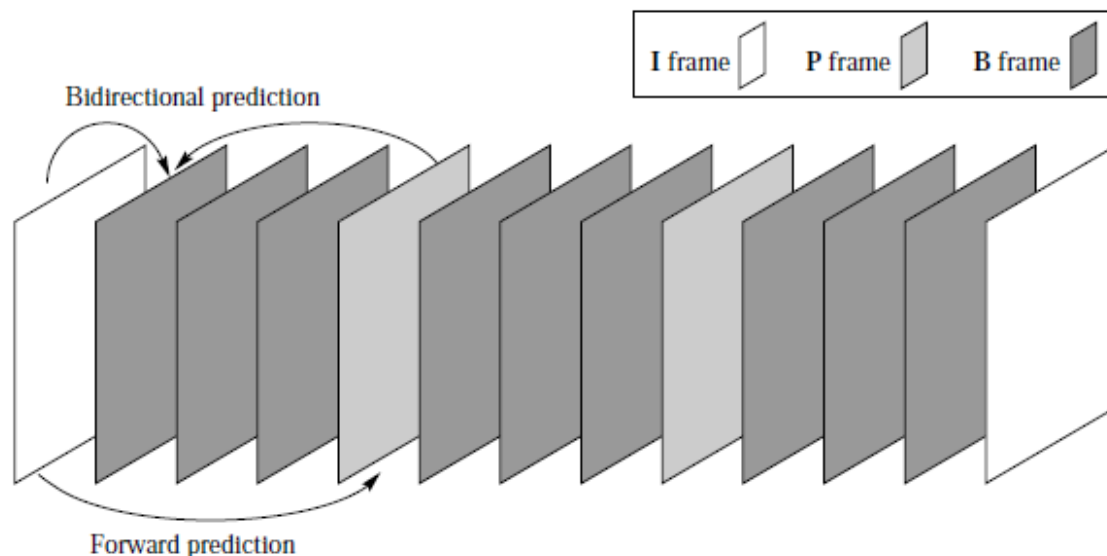 I frame
P frame
B frame
Bidirectional prediction
Forward prediction